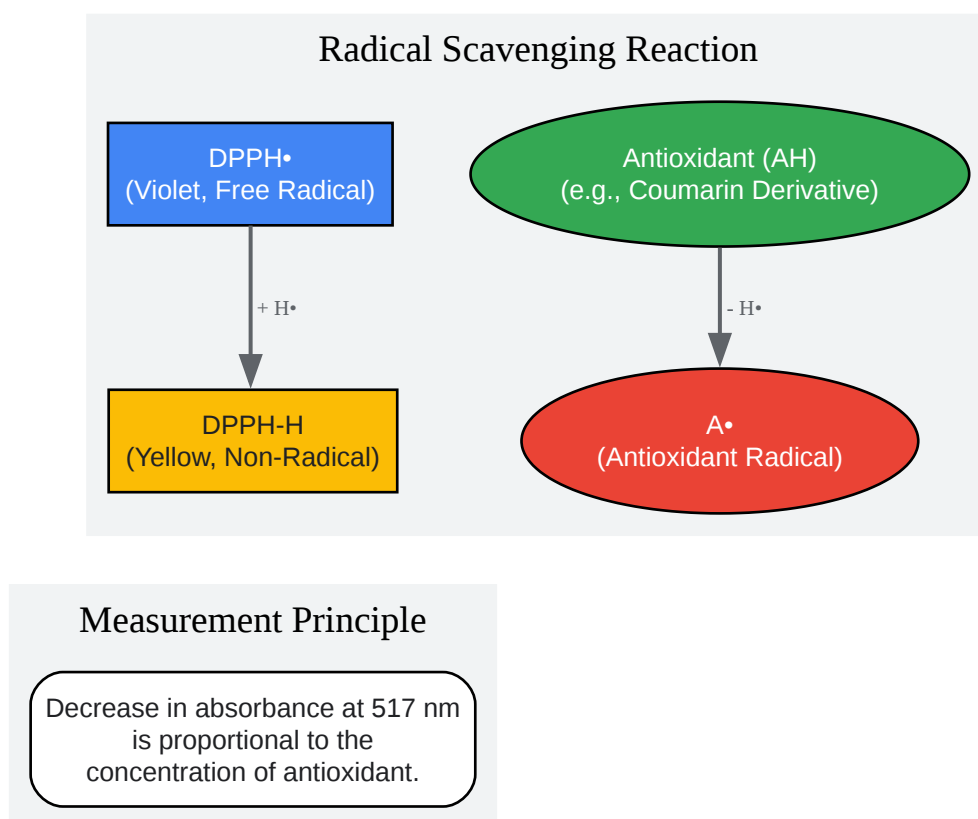 Radical Scavenging Reaction
DPPH•
(Violet, Free Radical)
Antioxidant (AH)
(e.g., Coumarin Derivative)
+ H•
- H•
DPPH-H
(Yellow, Non-Radical)
A•
(Antioxidant Radical)
Measurement Principle
Decrease in absorbance at 517 nm
is proportional to the
concentration of antioxidant.